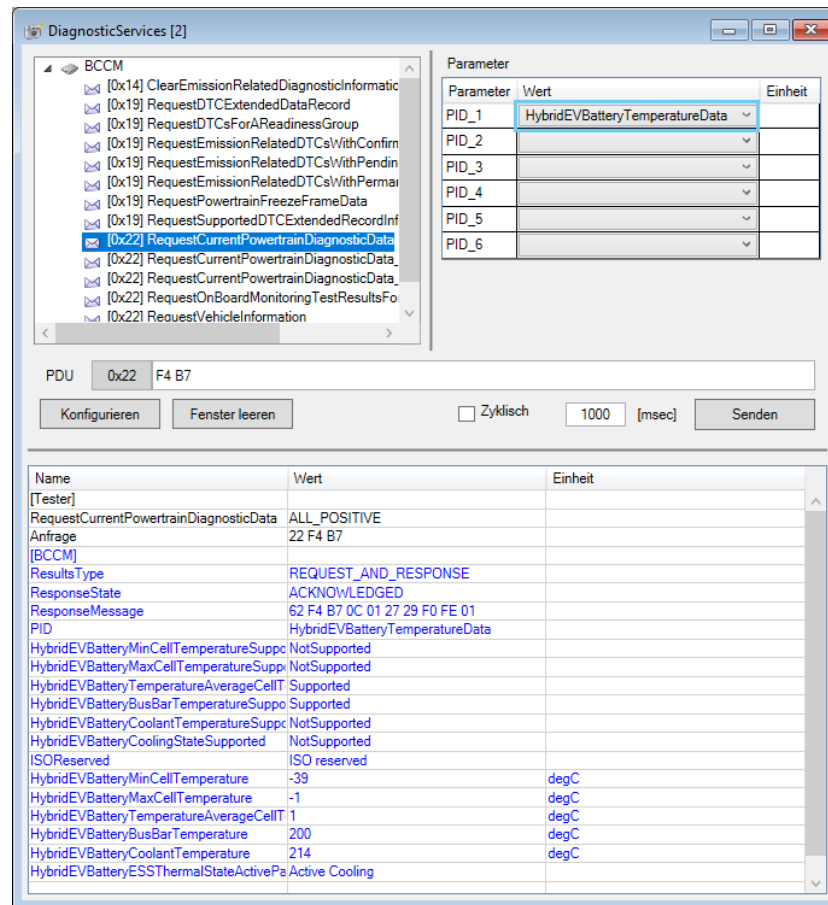 DiagnosticServices [2]
BCCM
[0x14] ClearEmissionRelatedDiagnosticInformatic
[0x19] RequestDTCExtendedDataRecord
[0x19] RequestDTCsForAReadinessGroup
[0x19] RequestEmissionRelatedDTCsWithConfirm
[0x19] RequestEmissionRelatedDTCsWithPendin
[0x19] RequestEmissionRelatedDTCsWithPermar
[0x19] RequestPowertrainFreezeFrameData
[0x19] RequestSupportedDTCExtendedRecordInf
[0x22] RequestCurrentPowertrainDiagnosticData
[0x22] RequestCurrentPowertrainDiagnosticData_
[0x22] RequestCurrentPowertrainDiagnosticData_
[0x22] RequestOnBoardMonitoringTestResultsFo
[0x22] RequestVehicleInformation
Parameter
Parameter Wert Einheit
PID_1 HybridEVBatteryTemperatureData
PID_2
PID_3
PID_4
PID_5
PID_6
PDU 0x22 F4 B7
Konfigurieren Fenster leeren Zyklisch 1000 [msec] Senden
Name Wert Einheit
[Tester]
RequestCurrentPowertrainDiagnosticData ALL_POSITIVE
Anfrage 22 F4 B7
[BCCM]
ResultsType REQUEST_AND_RESPONSE
ResponseState ACKNOWLEDGED
ResponseMessage 62 F4 B7 0C 01 27 29 F0 FE 01
PID HybridEVBatteryTemperatureData
HybridEVBatteryMinCellTemperatureSuppo NotSupported
HybridEVBatteryMaxCellTemperatureSupp NotSupported
HybridEVBatteryTemperatureAverageCellT Supported
HybridEVBatteryBusBarTemperatureSuppo Supported
HybridEVBatteryCoolantTemperatureSuppo NotSupported
HybridEVBatteryCoolingStateSupported NotSupported
ISOReserved ISO reserved
HybridEVBatteryMinCellTemperature -39 degC
HybridEVBatteryMaxCellTemperature -1 degC
HybridEVBatteryTemperatureAverageCellT 1 degC
HybridEVBatteryBusBarTemperature 200 degC
HybridEVBatteryCoolantTemperature 214 degC
HybridEVBatteryESSThermalStateActivePa Active Cooling